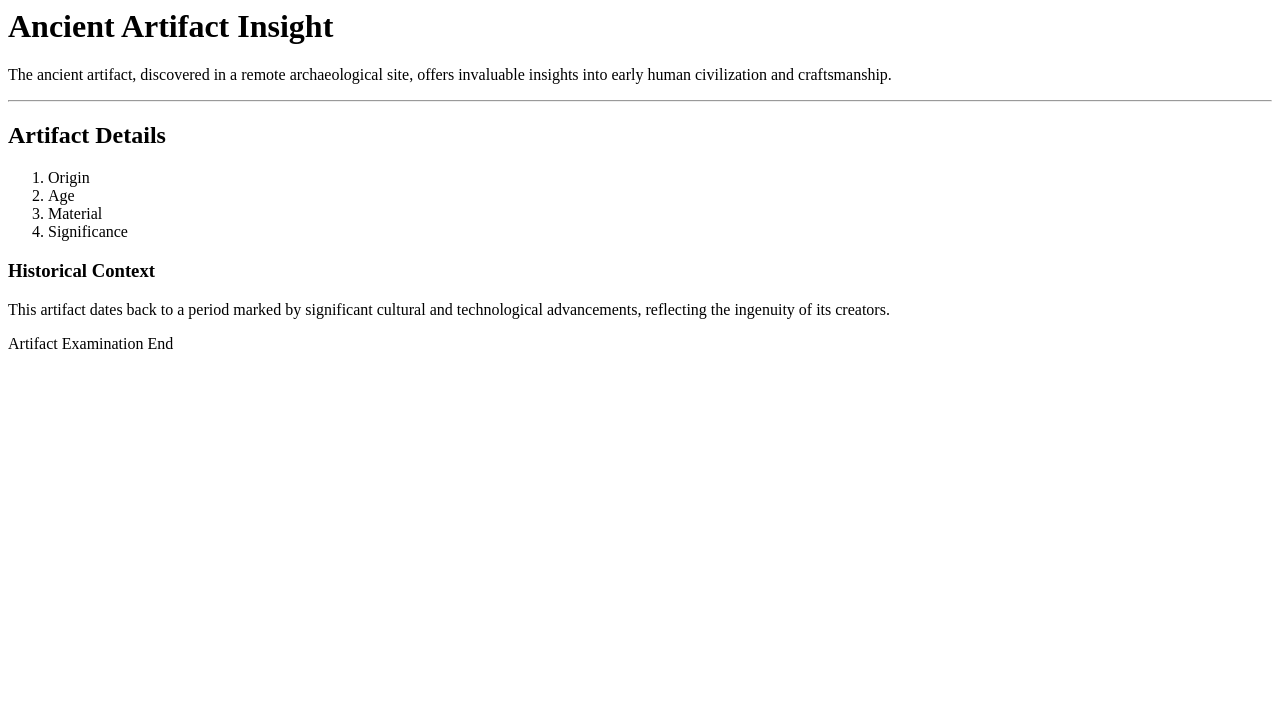 Ancient Artifact Insight
The ancient artifact, discovered in a remote archaeological site, offers invaluable insights into early human civilization and craftsmanship.
Artifact Details
1. Origin
2. Age
3. Material
4. Significance
Historical Context
This artifact dates back to a period marked by significant cultural and technological advancements, reflecting the ingenuity of its creators.
Artifact Examination End